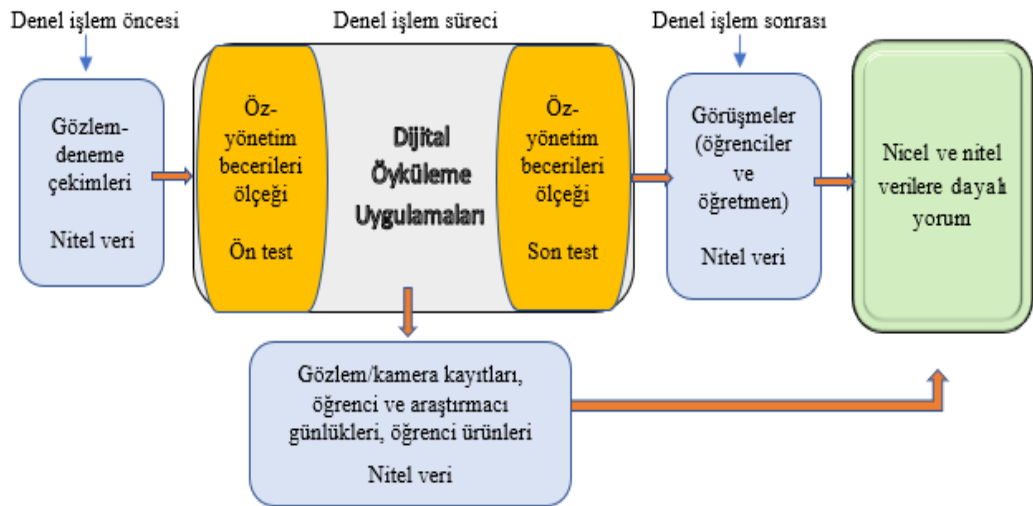 Denel işlem öncesi
Denel işlem süreci
Denel işlem sonrası
Gözlem-
deneme
çekimleri
Nitel veri
Öz-
yönetim
becerileri
ölçeği
Ön test
Dijital
Öyküleme
Uygulamaları
Öz-
yönetim
becerileri
ölçeği
Son test
Görüşmeler
(öğrenciler
ve
öğretmen)
Nitel veri
Nicel ve nitel
verilere dayalı
yorum
Gözlem/kamera kayıtları,
öğrenci ve araştırmacı
günlükleri, öğrenci ürünleri
Nitel veri